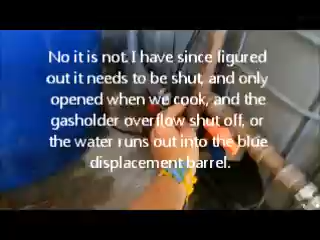 No it is not. I have since figured
out it needs to be shut, and only
opened when we cook, and the
gasholder overflow shut off, or
the water runs out into the blue
displacement barrel.